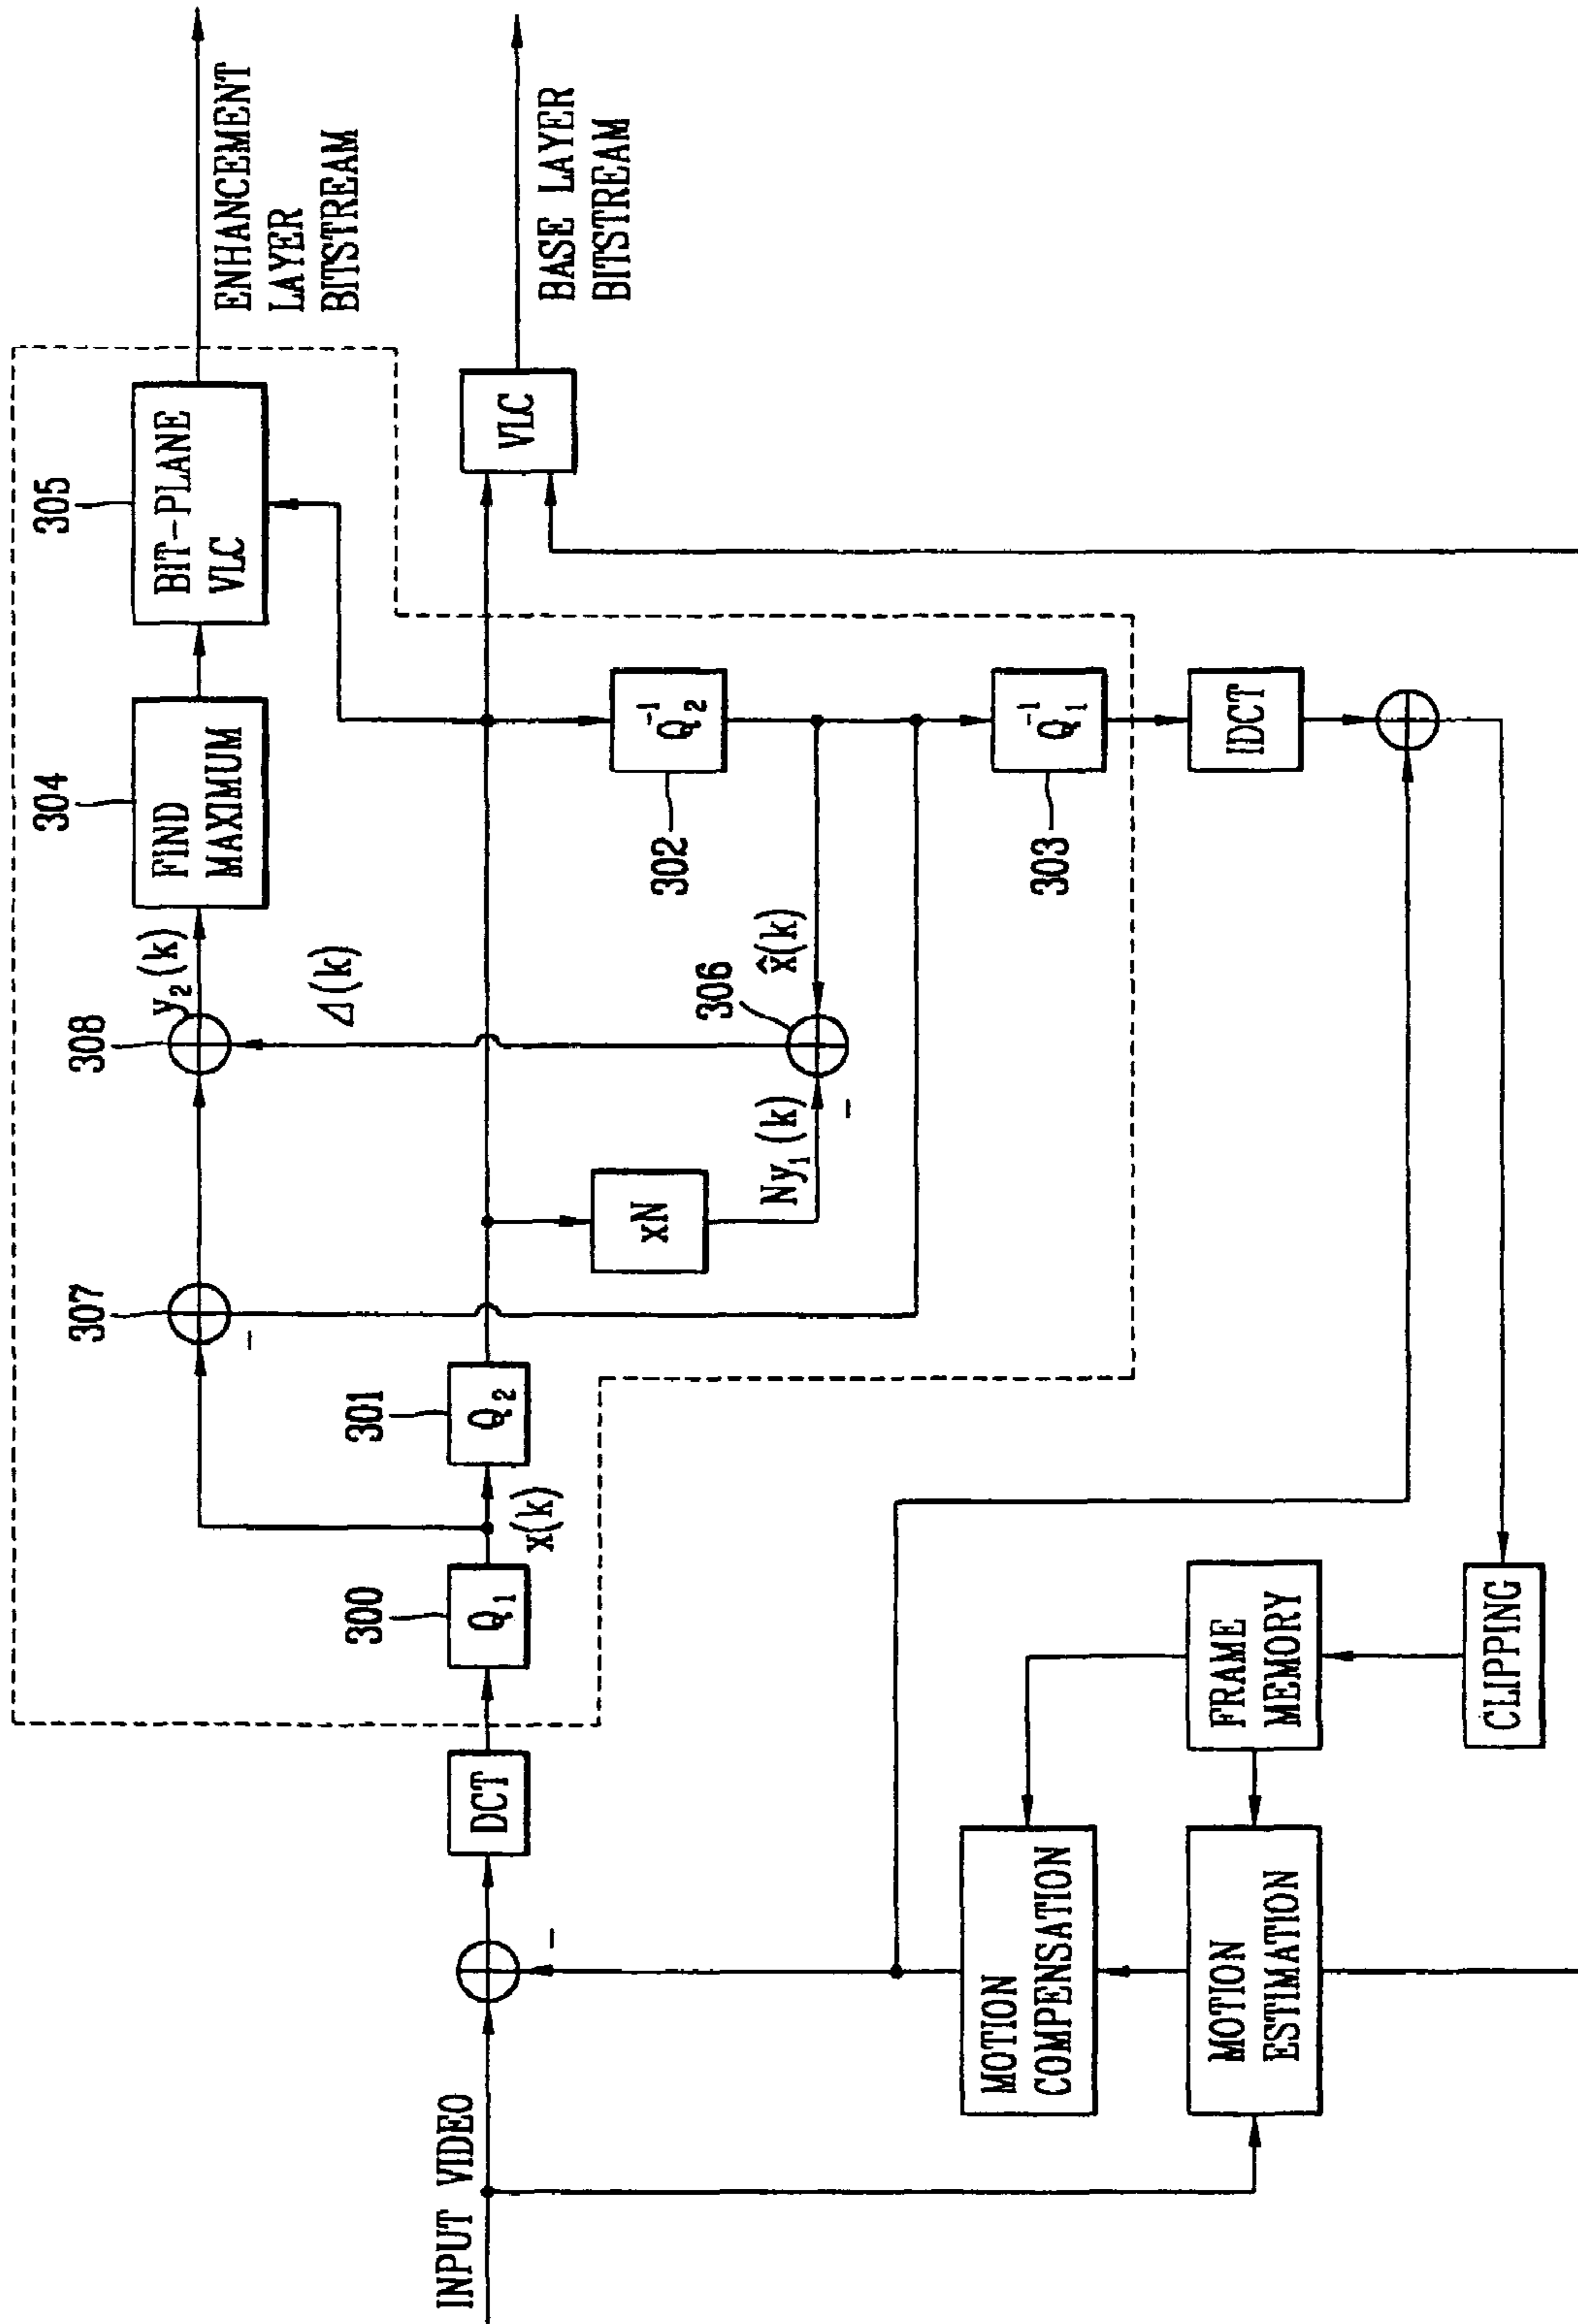 305
BIT-PLANE
VLC
ENHANCEMENT
LAYER
BITSTREAM
304
FIND
MAXIMUM
308
y₂(k)
Δ(k)
307
-
VLC
BASE LAYER
BITSTREAM
301
Q₂
300
Q₁
x(k)
DCT
INPUT VIDEO
-
xN
Ny₁(k)
-
306
x̂(k)
Q₂⁻¹
302
Q₁⁻¹
303
IDCT
MOTION
COMPENSATION
MOTION
ESTIMATION
FRAME
MEMORY
CLIPPING